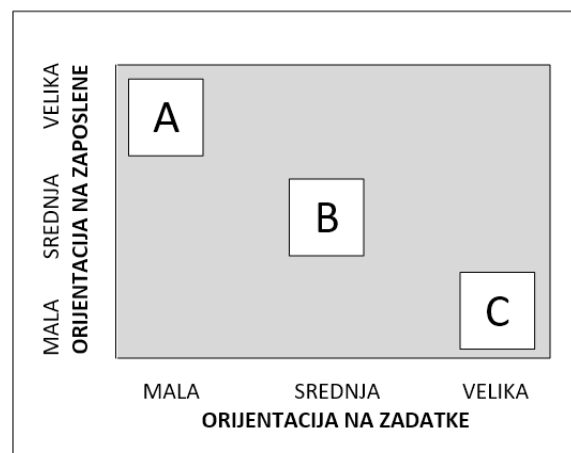 VELIKA
SREDNJA
MALA
ORIJENTACIJA NA ZAPOSLENE
A
B
C
MALA SREDNJA VELIKA
ORIJENTACIJA NA ZADATKE